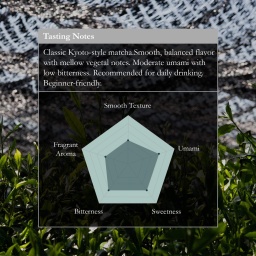 Tasting Notes
Classic Kyoto-style matcha.Smooth, balanced flavor
with mellow vegetal notes. Moderate umami with
low bitterness. Recommended for daily drinking.
Beginner-friendly.
Smooth Texture
Fragrant
Aroma
Umami
Bitterness
Sweetness